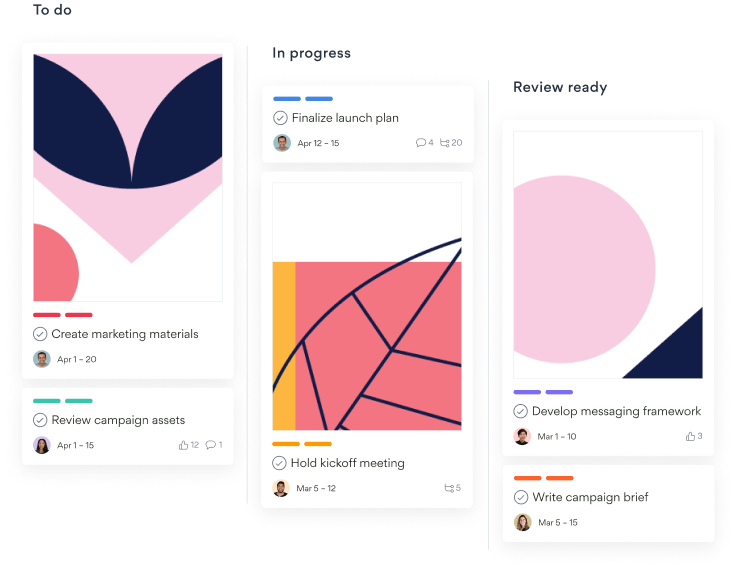 To do
Create marketing materials
Apr 1 – 20
Review campaign assets
Apr 1 – 15
12
1
In progress
Finalize launch plan
Apr 12 – 15
4
20
Hold kickoff meeting
Mar 5 – 12
5
Review ready
Develop messaging framework
Mar 1 – 10
3
Write campaign brief
Mar 5 – 15